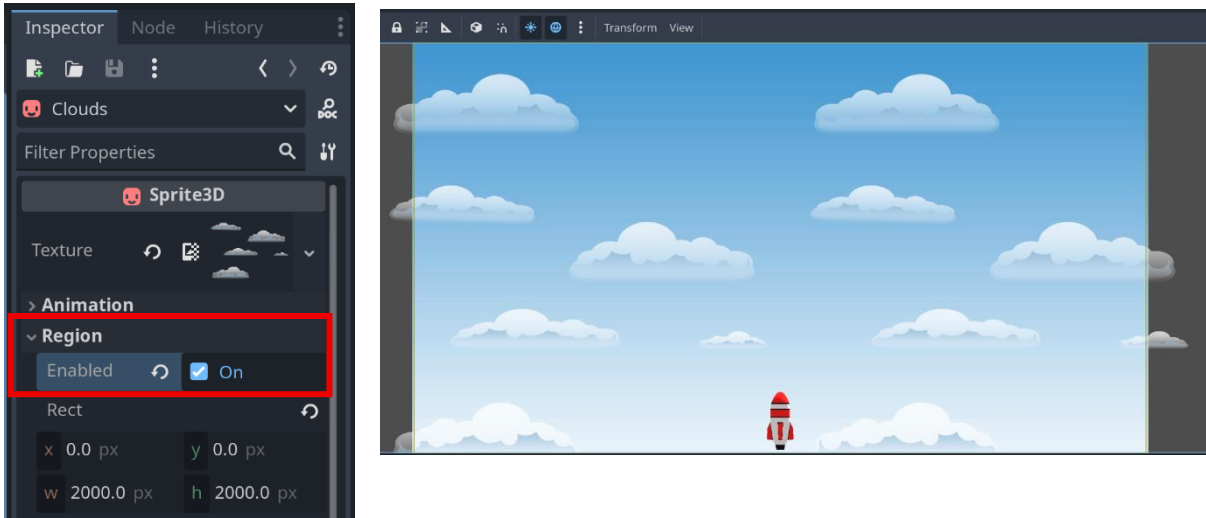 Inspector Node History
Clouds
DOC
Filter Properties
Sprite3D
Texture
Animation
Region
Enabled On
Rect
x 0.0 px y 0.0 px
w 2000.0 px h 2000.0 px
Transform View